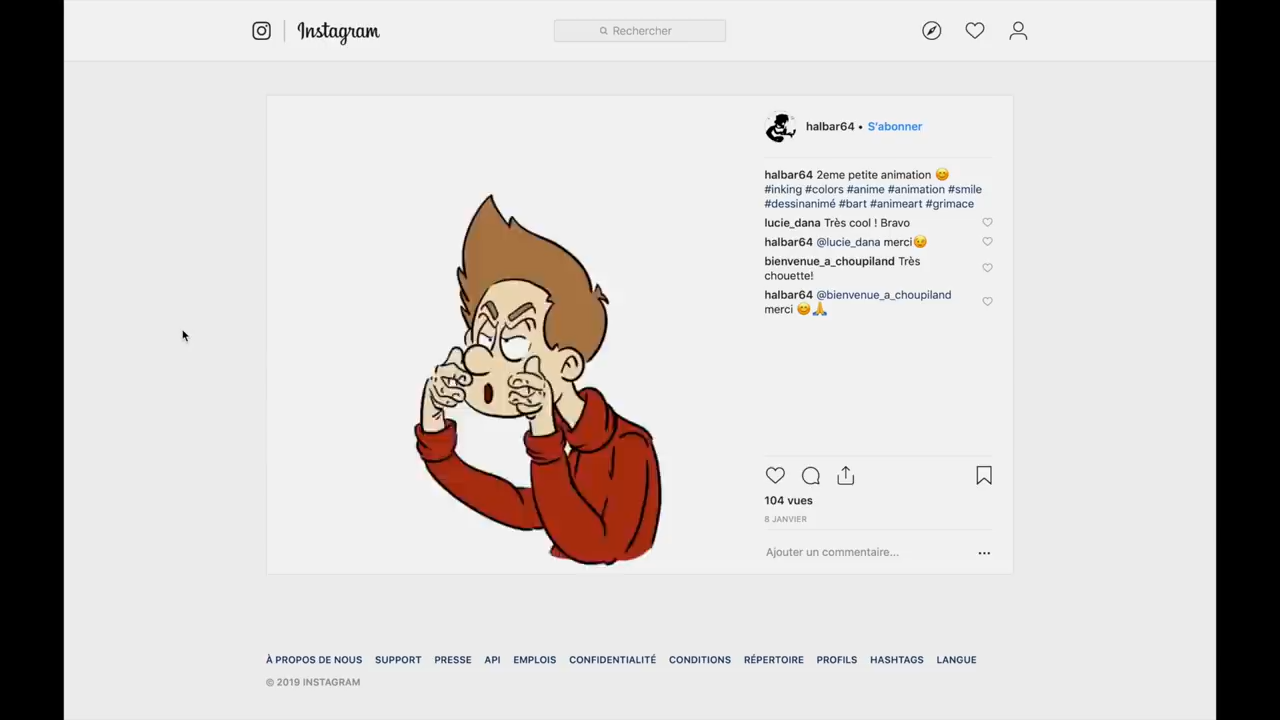 Instagram
Rechercher
halbar64 • S'abonner
halbar64 2eme petite animation 😊
#inking #colors #anime #animation #smile
#dessinanimé #bart #animeart #grimace
lucie_dana Très cool ! Bravo
halbar64 @lucie_dana merci😉
bienvenue_a_choupiland Très
chouette!
halbar64 @bienvenue_a_choupiland
merci 😊🙏
104 vues
8 JANVIER
Ajouter un commentaire...
À PROPOS DE NOUS SUPPORT PRESSE API EMPLOIS CONFIDENTIALITÉ CONDITIONS RÉPERTOIRE PROFILS HASHTAGS LANGUE
© 2019 INSTAGRAM